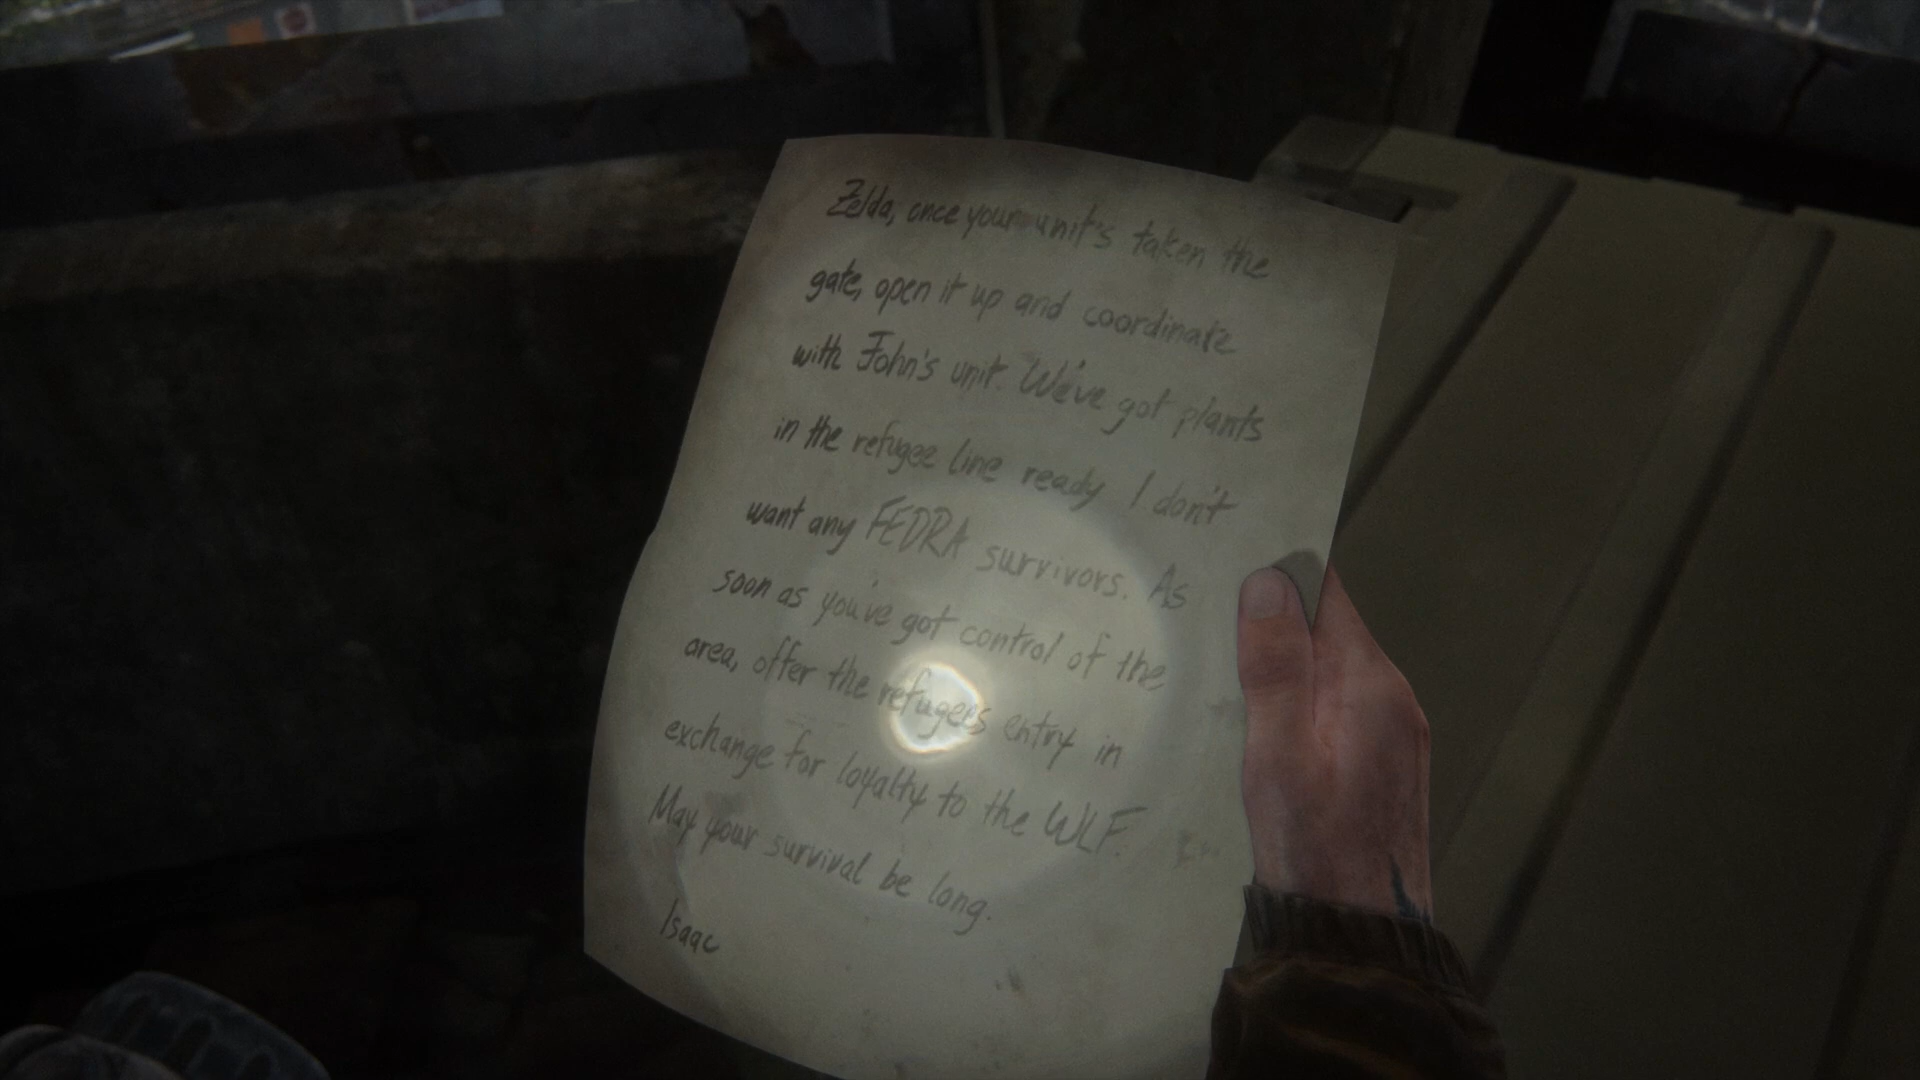 Zelda, once your unit's taken the
gate, open it up and coordinate
with John's unit. We've got plants
in the refugee line ready. I don't
want any FEDRA survivors. As
soon as you've got control of the
area, offer the refugees entry in
exchange for loyalty to the WLF.
May your survival be long.
Isaac